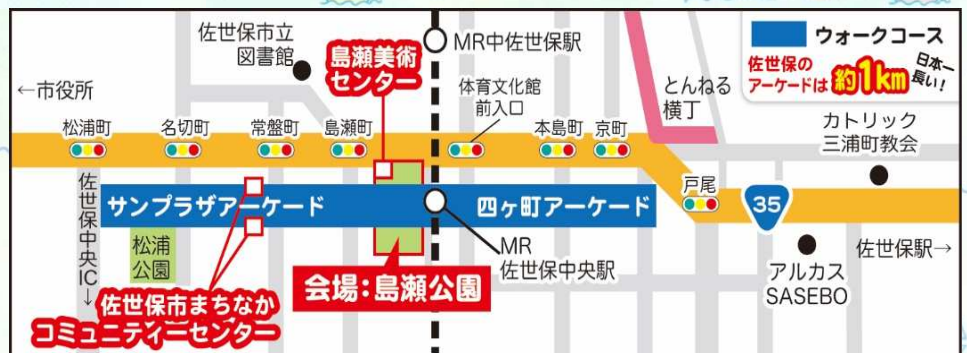 佐世保市立
図書館
島瀬美術
センター
MR中佐世保駅
ウォークコース
佐世保の
アーケードは約1km
日本一
長い!
←市役所
体育文化館
前入口
とんねる
横丁
カトリック
三浦町教会
松浦町
名切町
常盤町
島瀬町
本島町
京町
戸尾
35
佐世保中央IC→
サンプラザアーケード
四ヶ町アーケード
松浦
公園
MR
佐世保中央駅
会場:島瀬公園
佐世保駅→
アルカス
SASEBO
佐世保市まちなか
コミュニティーセンター